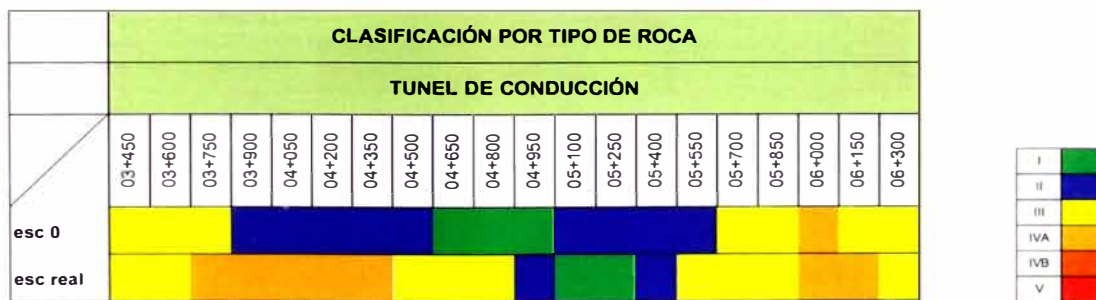 CLASIFICACIÓN POR TIPO DE ROCA
TUNEL DE CONDUCCIÓN
03+450 03+600 03+750 03+900 04+050 04+200 04+350 04+500 04+650 04+800 04+950 05+100 05+250 05+400 05+550 05+700 05+850 06+000 06+150 06+300
esc 0
esc real
I
II
III
IVA
IVB
V